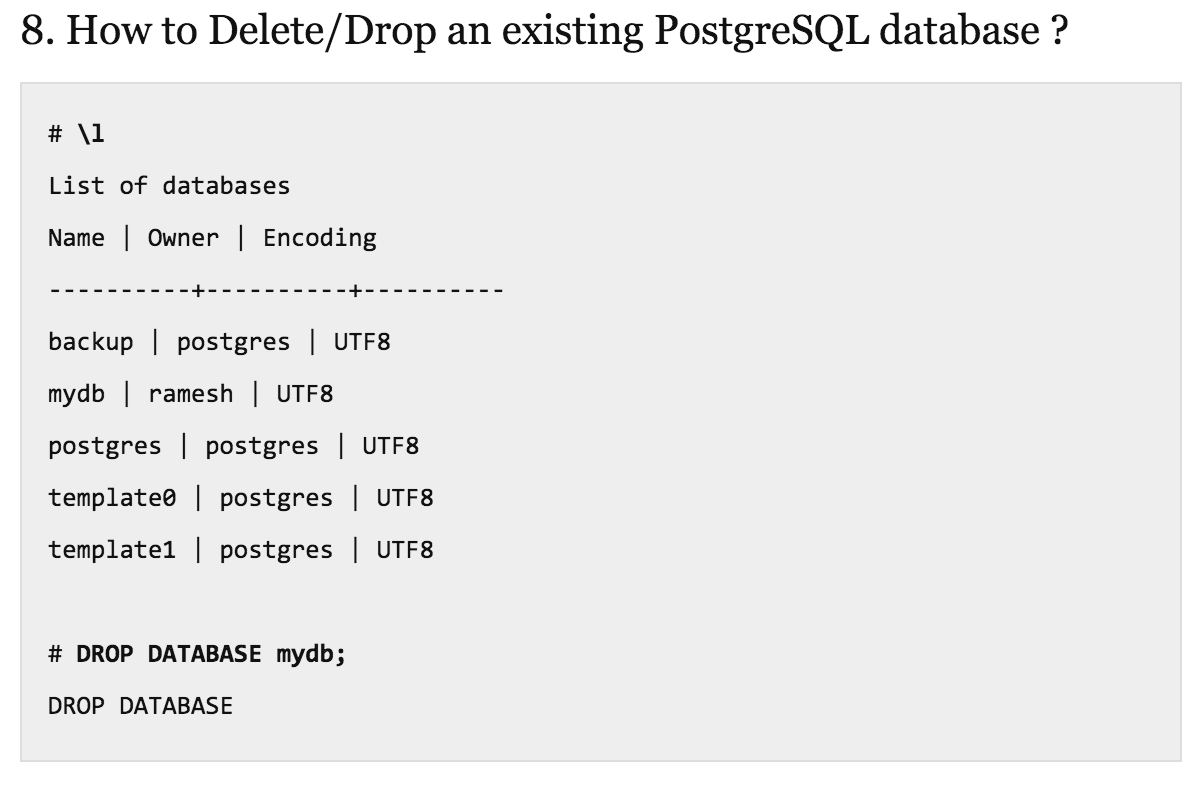 8. How to Delete/Drop an existing PostgreSQL database ?
# \l
List of databases
Name | Owner | Encoding
----------+----------+----------
backup | postgres | UTF8
mydb | ramesh | UTF8
postgres | postgres | UTF8
template0 | postgres | UTF8
template1 | postgres | UTF8
# DROP DATABASE mydb;
DROP DATABASE